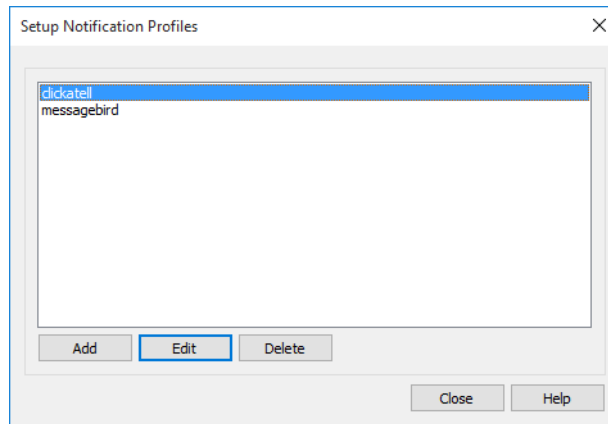 Setup Notification Profiles
clickatell
messagebird
Add Edit Delete
Close Help